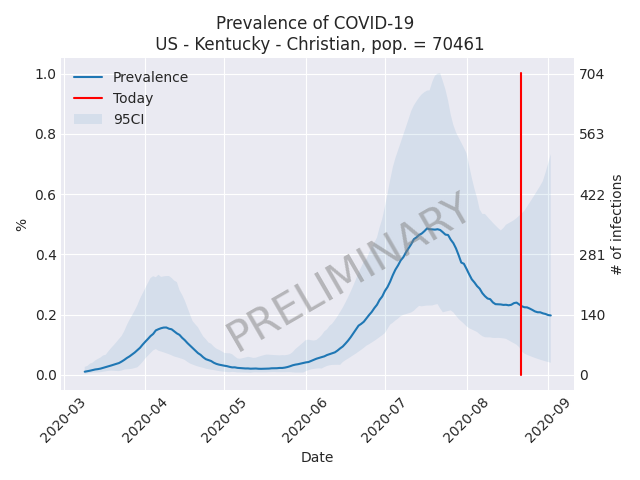 Prevalence of COVID-19
US - Kentucky - Christian, pop. = 70461
Prevalence
Today
95CI
1.0
0.8
0.6
0.4
0.2
0.0
%
704
563
422
281
140
0
# of infections
PRELIMINARY
2020-03
2020-04
2020-05
2020-06
2020-07
2020-08
2020-09
Date